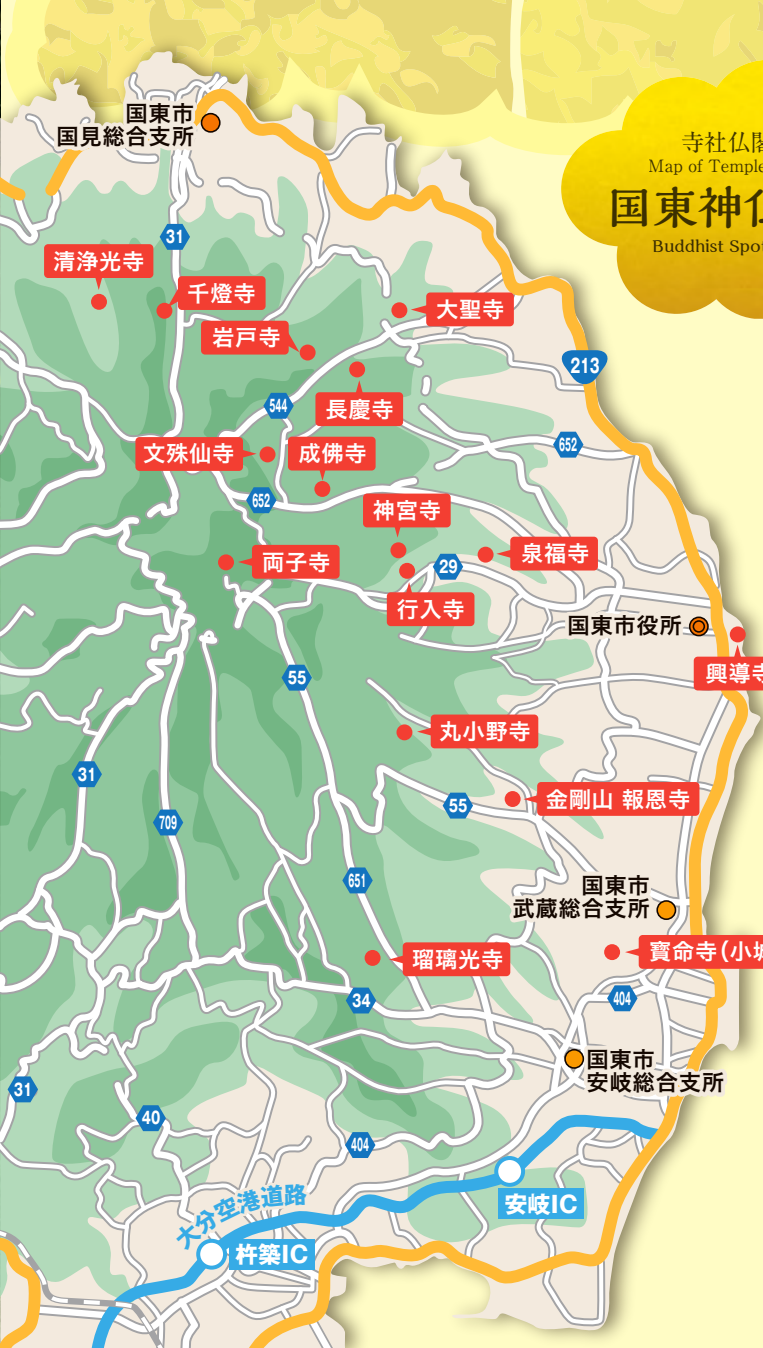 国東市
国見総合支所
寺社仏閣
Map of Temple
国東神仏
Buddhist Spo
31
清浄光寺
千燈寺
大聖寺
岩戸寺
213
長慶寺
544
文殊仙寺
成佛寺
652
652
神宮寺
両子寺
29
泉福寺
行入寺
国東市役所
興導寺
55
丸小野寺
31
金剛山 報恩寺
55
709
651
国東市
武蔵総合支所
瑠璃光寺
寶命寺(小城
34
404
国東市
安岐総合支所
31
40
404
大分空港道路
安岐IC
杵築IC